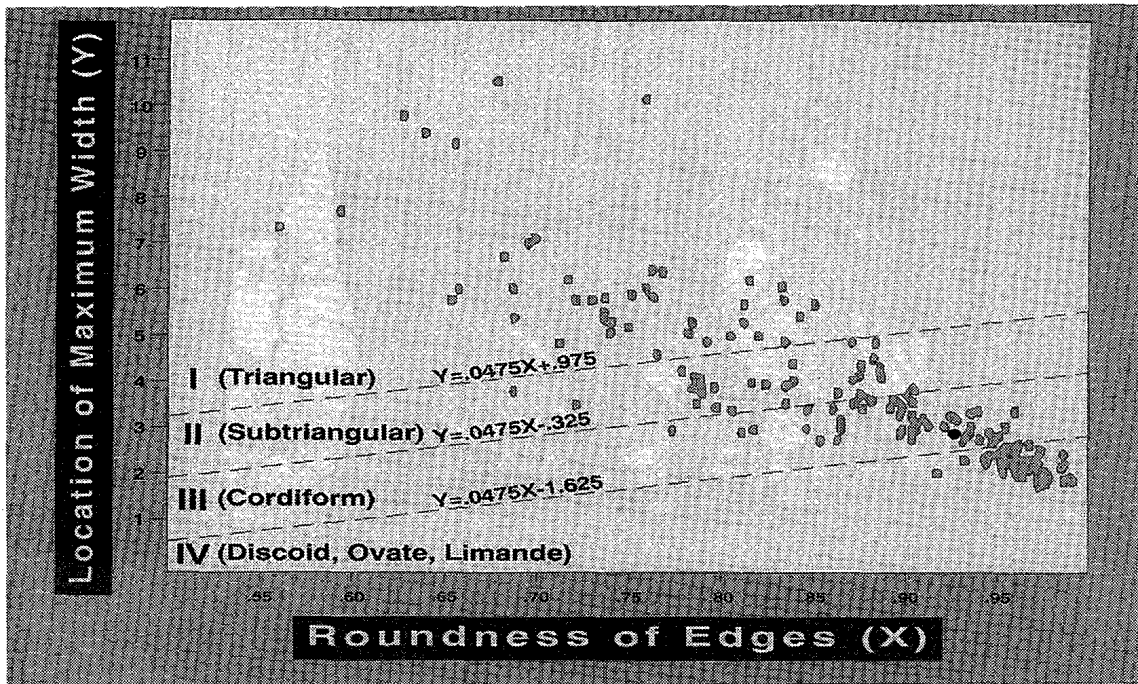 Location of Maximum Width (Y)
11
10
9
8
7
6
5
4
3
2
1
I (Triangular) Y=.0475X+.975
II (Subtriangular) Y=.0475X-.325
III (Cordiform) Y=.0475X-1.625
IV (Discoid, Ovate, Limande)
.55 .60 .65 .70 .75 .80 .85 .90 .95
Roundness of Edges (X)